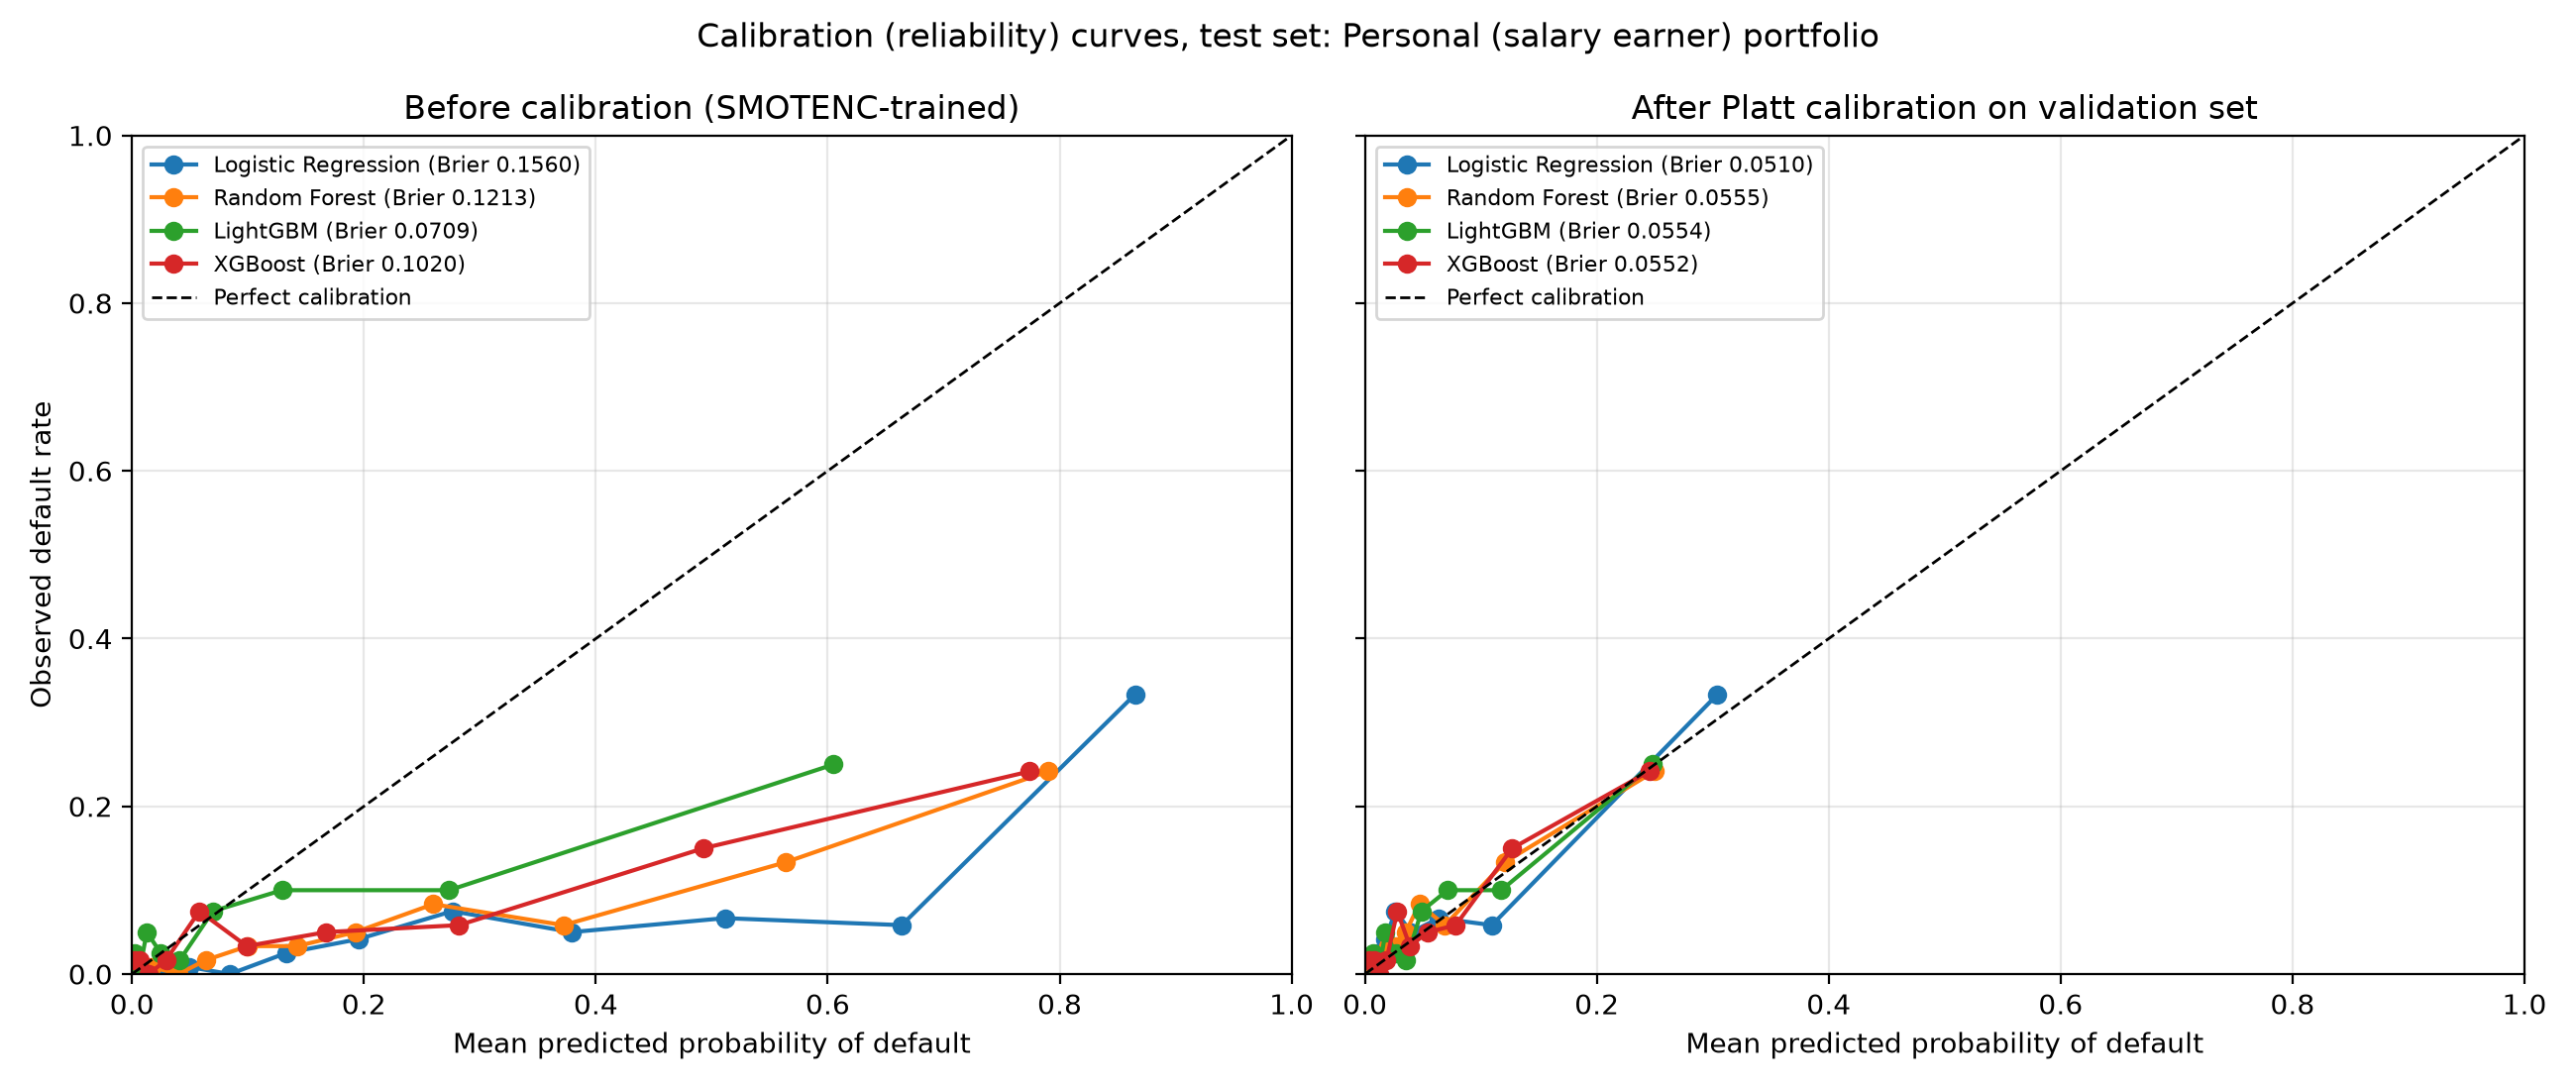 Calibration (reliability) curves, test set: Personal (salary earner) portfolio
Before calibration (SMOTENC-trained)
Logistic Regression (Brier 0.1560)
Random Forest (Brier 0.1213)
LightGBM (Brier 0.0709)
XGBoost (Brier 0.1020)
Perfect calibration
1.0
0.8
0.6
0.4
0.2
0.0
Observed default rate
0.0 0.2 0.4 0.6 0.8 1.0
Mean predicted probability of default
After Platt calibration on validation set
Logistic Regression (Brier 0.0510)
Random Forest (Brier 0.0555)
LightGBM (Brier 0.0554)
XGBoost (Brier 0.0552)
Perfect calibration
0.0 0.2 0.4 0.6 0.8 1.0
Mean predicted probability of default